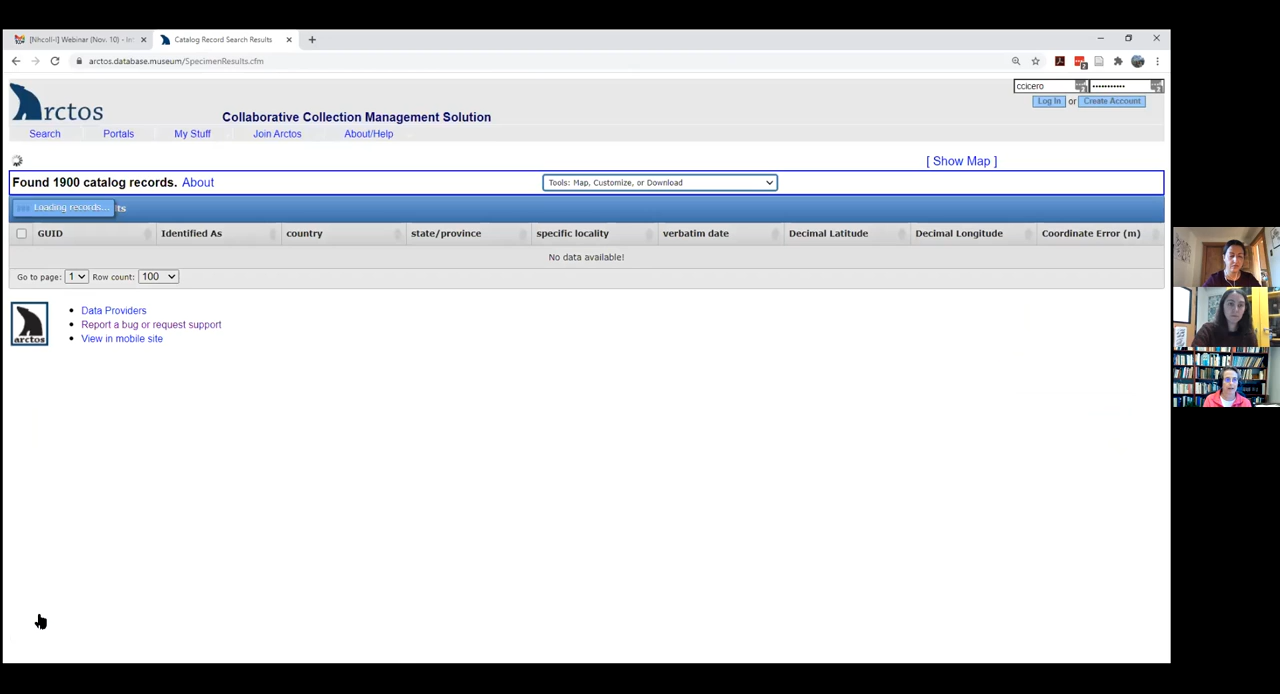 [Nhcoll-l] Webinar (Nov. 10) - In
Catalog Record Search Results
arctos.database.museum/SpecimenResults.cfm
ccicero
Log In or Create Account
arctos
Collaborative Collection Management Solution
Search Portals My Stuff Join Arctos About/Help
[ Show Map ]
Found 1900 catalog records. About
Tools: Map, Customize, or Download
Loading records... ts
GUID Identified As country state/province specific locality verbatim date Decimal Latitude Decimal Longitude Coordinate Error (m)
No data available!
Go to page: 1 Row count: 100
arctos
Data Providers
Report a bug or request support
View in mobile site